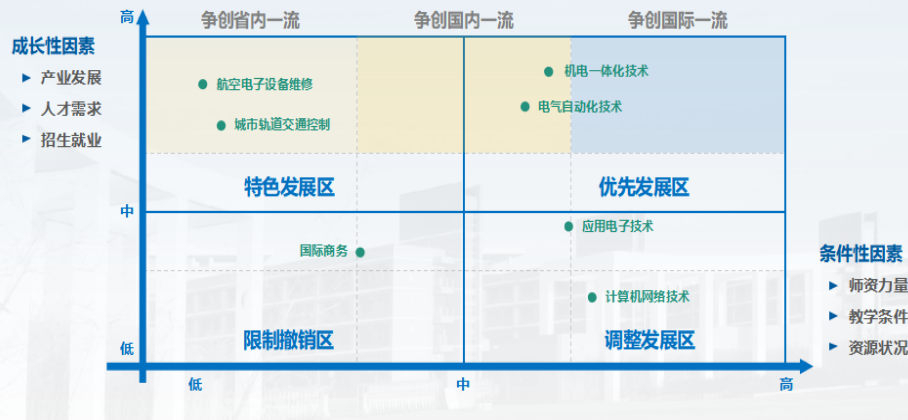 高
争创省内一流
争创国内一流
争创国际一流
成长性因素
产业发展
人才需求
招生就业
机电一体化技术
航空电子设备维修
电气自动化技术
城市轨道交通控制
特色发展区
优先发展区
中
应用电子技术
国际商务
条件性因素
师资力量
教学条件
资源状况
计算机网络技术
限制撤销区
调整发展区
低
低
中
高